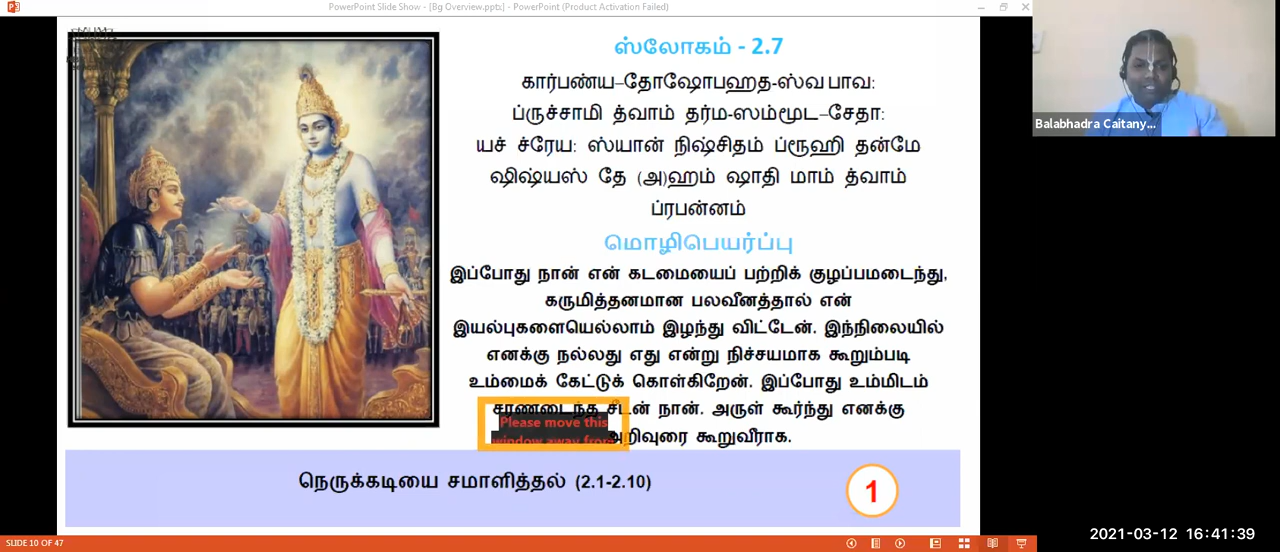 PowerPoint Slide Show - [Bg Overview.pptx] - PowerPoint (Product Activation Failed)
ஸ்லோகம் - 2.7
கார்பண்ய–தோஷோபஹத-ஸ்வபாவ:
ப்ருச்சாமி த்வாம் தர்ம-ஸம்மூட–சேதா:
யச் ச்ரேய: ஸ்யான் நிஷ்சிதம் ப்ரூஹி தன்மே
ஷிஷ்யஸ் தே (அ)ஹம் ஷாதி மாம் த்வாம்
ப்ரபன்னம்
மொழிபெயர்ப்பு
இப்போது நான் என் கடமையைப் பற்றிக் குழப்பமடைந்து,
கருமித்தனமான பலவீனத்தால் என்
இயல்புகளையெல்லாம் இழந்து விட்டேன். இந்நிலையில்
எனக்கு நல்லது எது என்று நிச்சயமாக கூறும்படி
உம்மைக் கேட்டுக் கொள்கிறேன். இப்போது உம்மிடம்
சரணடைந்த சீடன் நான். அருள் கூர்ந்து எனக்கு
அறிவுரை கூறுவீராக.
Please move this
window away from
நெருக்கடியை சமாளித்தல் (2.1-2.10)
1
Balabhadra Caitany...
2021-03-12 16:41:39
SLIDE 10 OF 47